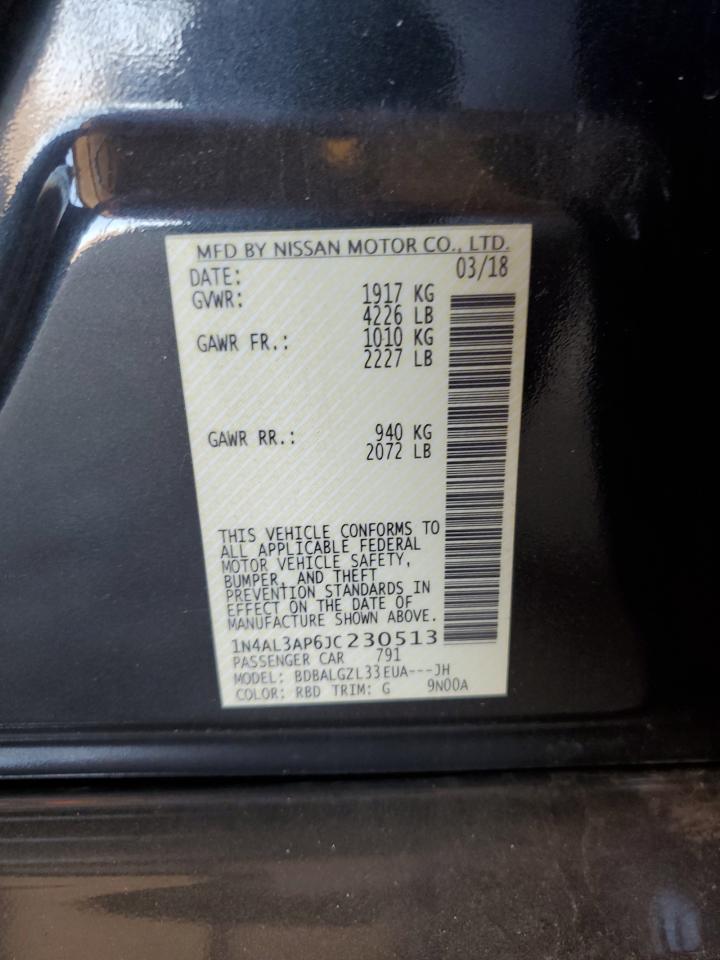 MFD BY NISSAN MOTOR CO., LTD.
DATE: 03/18
GVWR: 1917 KG
4226 LB
GAWR FR.: 1010 KG
2227 LB
GAWR RR.: 940 KG
2072 LB
THIS VEHICLE CONFORMS TO
ALL APPLICABLE FEDERAL
MOTOR VEHICLE SAFETY,
BUMPER, AND THEFT
PREVENTION STANDARDS IN
EFFECT ON THE DATE OF
MANUFACTURE SHOWN ABOVE.
1N4AL3AP6JC230513
PASSENGER CAR 791
MODEL: BDBALGZL33EUA---JH
COLOR: RBD TRIM: G 9N00A